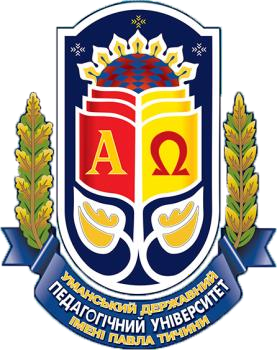 А Ω
УМАНСЬКИЙ ДЕРЖАВНИЙ
ПЕДАГОГІЧНИЙ УНІВЕРСИТЕТ
ІМЕНІ ПАВЛА ТИЧИНИ